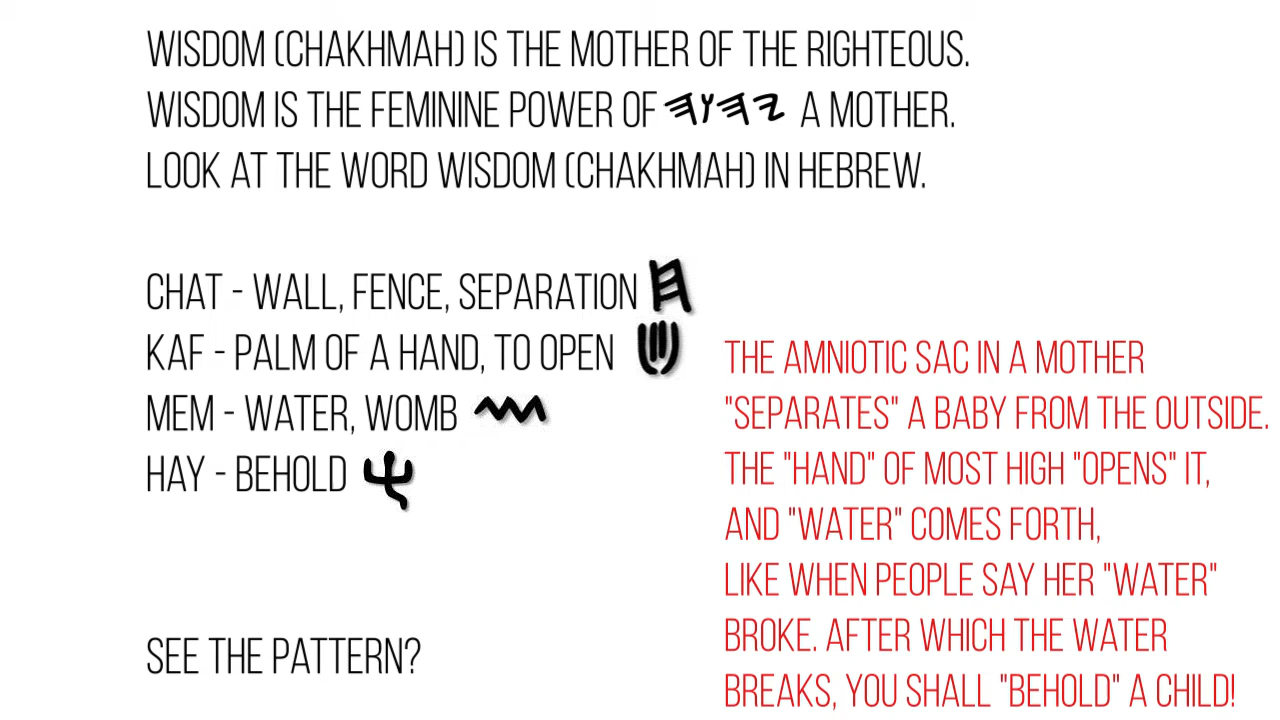 WISDOM (CHAKHMAH) IS THE MOTHER OF THE RIGHTEOUS.
WISDOM IS THE FEMININE POWER OF 𐤉𐤄𐤅𐤄 A MOTHER.
LOOK AT THE WORD WISDOM (CHAKHMAH) IN HEBREW.
CHAT - WALL, FENCE, SEPARATION
KAF - PALM OF A HAND, TO OPEN
MEM - WATER, WOMB
HAY - BEHOLD
SEE THE PATTERN?
THE AMNIOTIC SAC IN A MOTHER
"SEPARATES" A BABY FROM THE OUTSIDE.
THE "HAND" OF MOST HIGH "OPENS" IT,
AND "WATER" COMES FORTH,
LIKE WHEN PEOPLE SAY HER "WATER"
BROKE. AFTER WHICH THE WATER
BREAKS, YOU SHALL "BEHOLD" A CHILD!